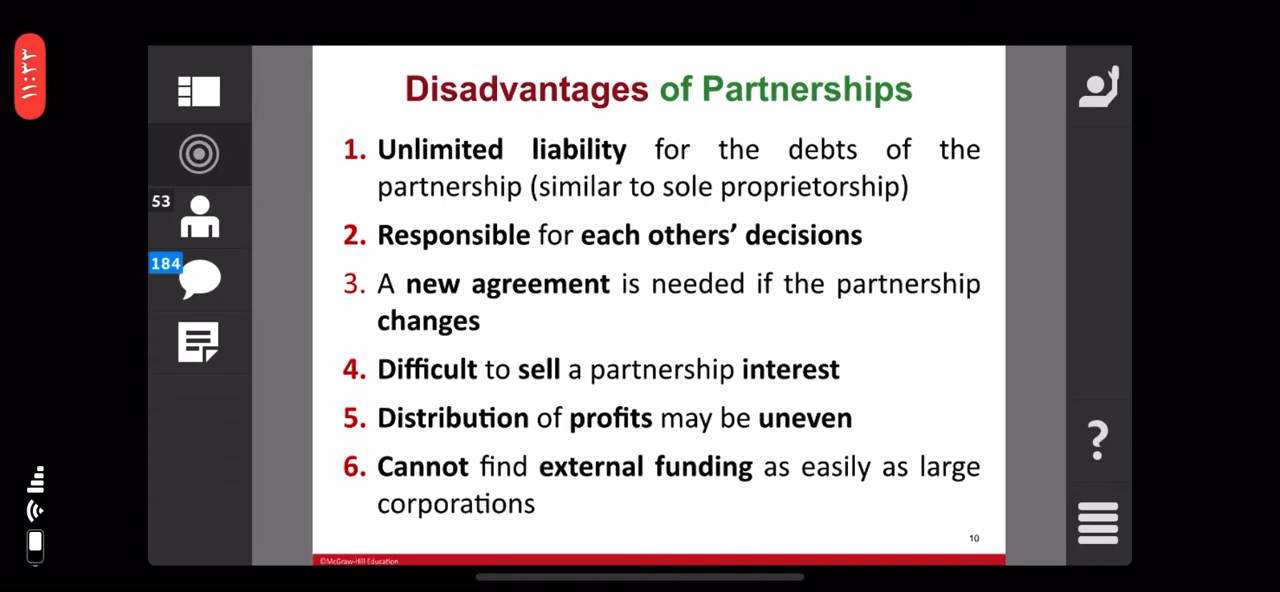 ١١:٣٣
Disadvantages of Partnerships
1. Unlimited liability for the debts of the
partnership (similar to sole proprietorship)
53
2. Responsible for each others’ decisions
184
3. A new agreement is needed if the partnership
changes
4. Difficult to sell a partnership interest
5. Distribution of profits may be uneven
?
6. Cannot find external funding as easily as large
corporations
10
©McGraw-Hill Education.